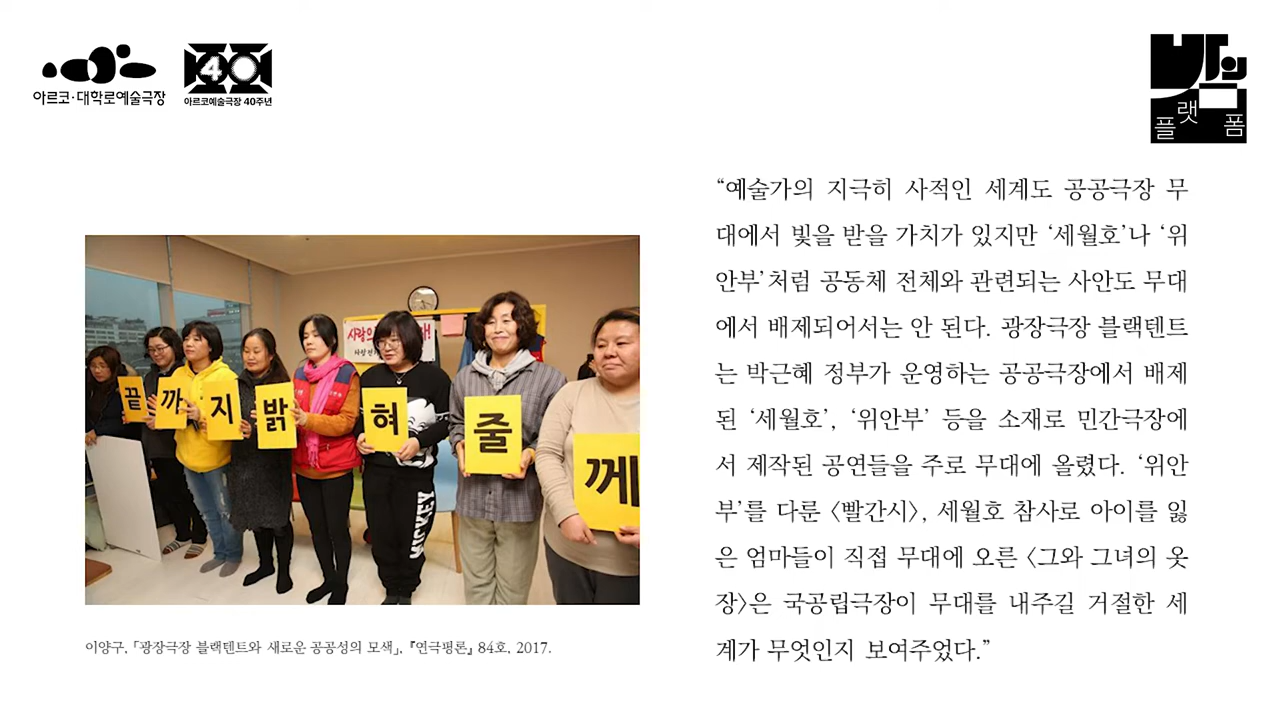 아르코·대학로예술극장
40
아르코예술극장 40주년
밤의
플랫폼
“예술가의 지극히 사적인 세계도 공공극장 무
대에서 빛을 받을 가치가 있지만 ‘세월호’나 ‘위
안부’처럼 공동체 전체와 관련되는 사안도 무대
에서 배제되어서는 안 된다. 광장극장 블랙텐트
는 박근혜 정부가 운영하는 공공극장에서 배제
된 ‘세월호’, ‘위안부’ 등을 소재로 민간극장에
서 제작된 공연들을 주로 무대에 올렸다. ‘위안
부’를 다룬 〈빨간시〉, 세월호 참사로 아이를 잃
은 엄마들이 직접 무대에 오른 〈그와 그녀의 옷
장〉은 국공립극장이 무대를 내주길 거절한 세
계가 무엇인지 보여주었다.”
사랑의
끝 까 지 밝 혀 줄 께
MICKEY
이양구, 「광장극장 블랙텐트와 새로운 공공성의 모색」, 『연극평론』 84호, 2017.